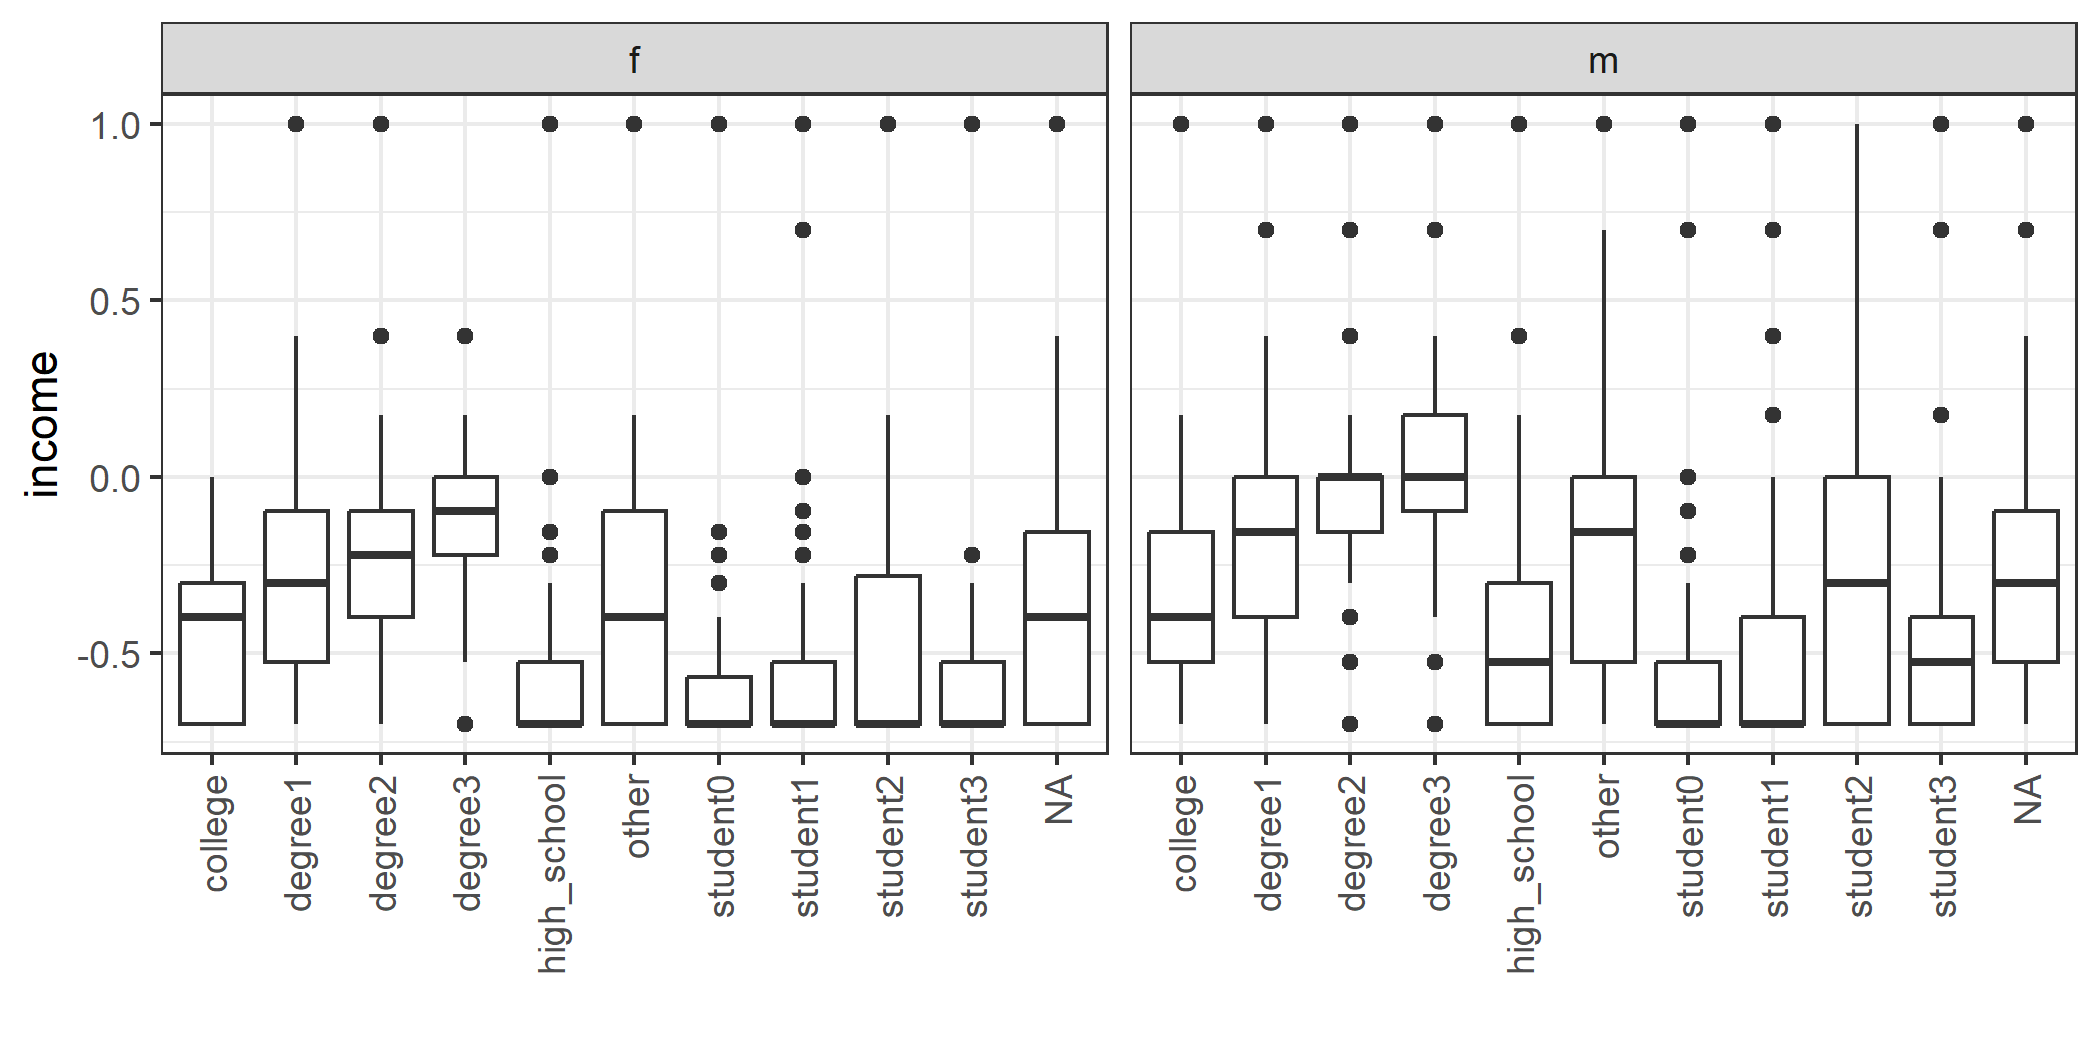 f
m
income
1.0
0.5
0.0
-0.5
college
degree1
degree2
degree3
high_school
other
student0
student1
student2
student3
NA
college
degree1
degree2
degree3
high_school
other
student0
student1
student2
student3
NA